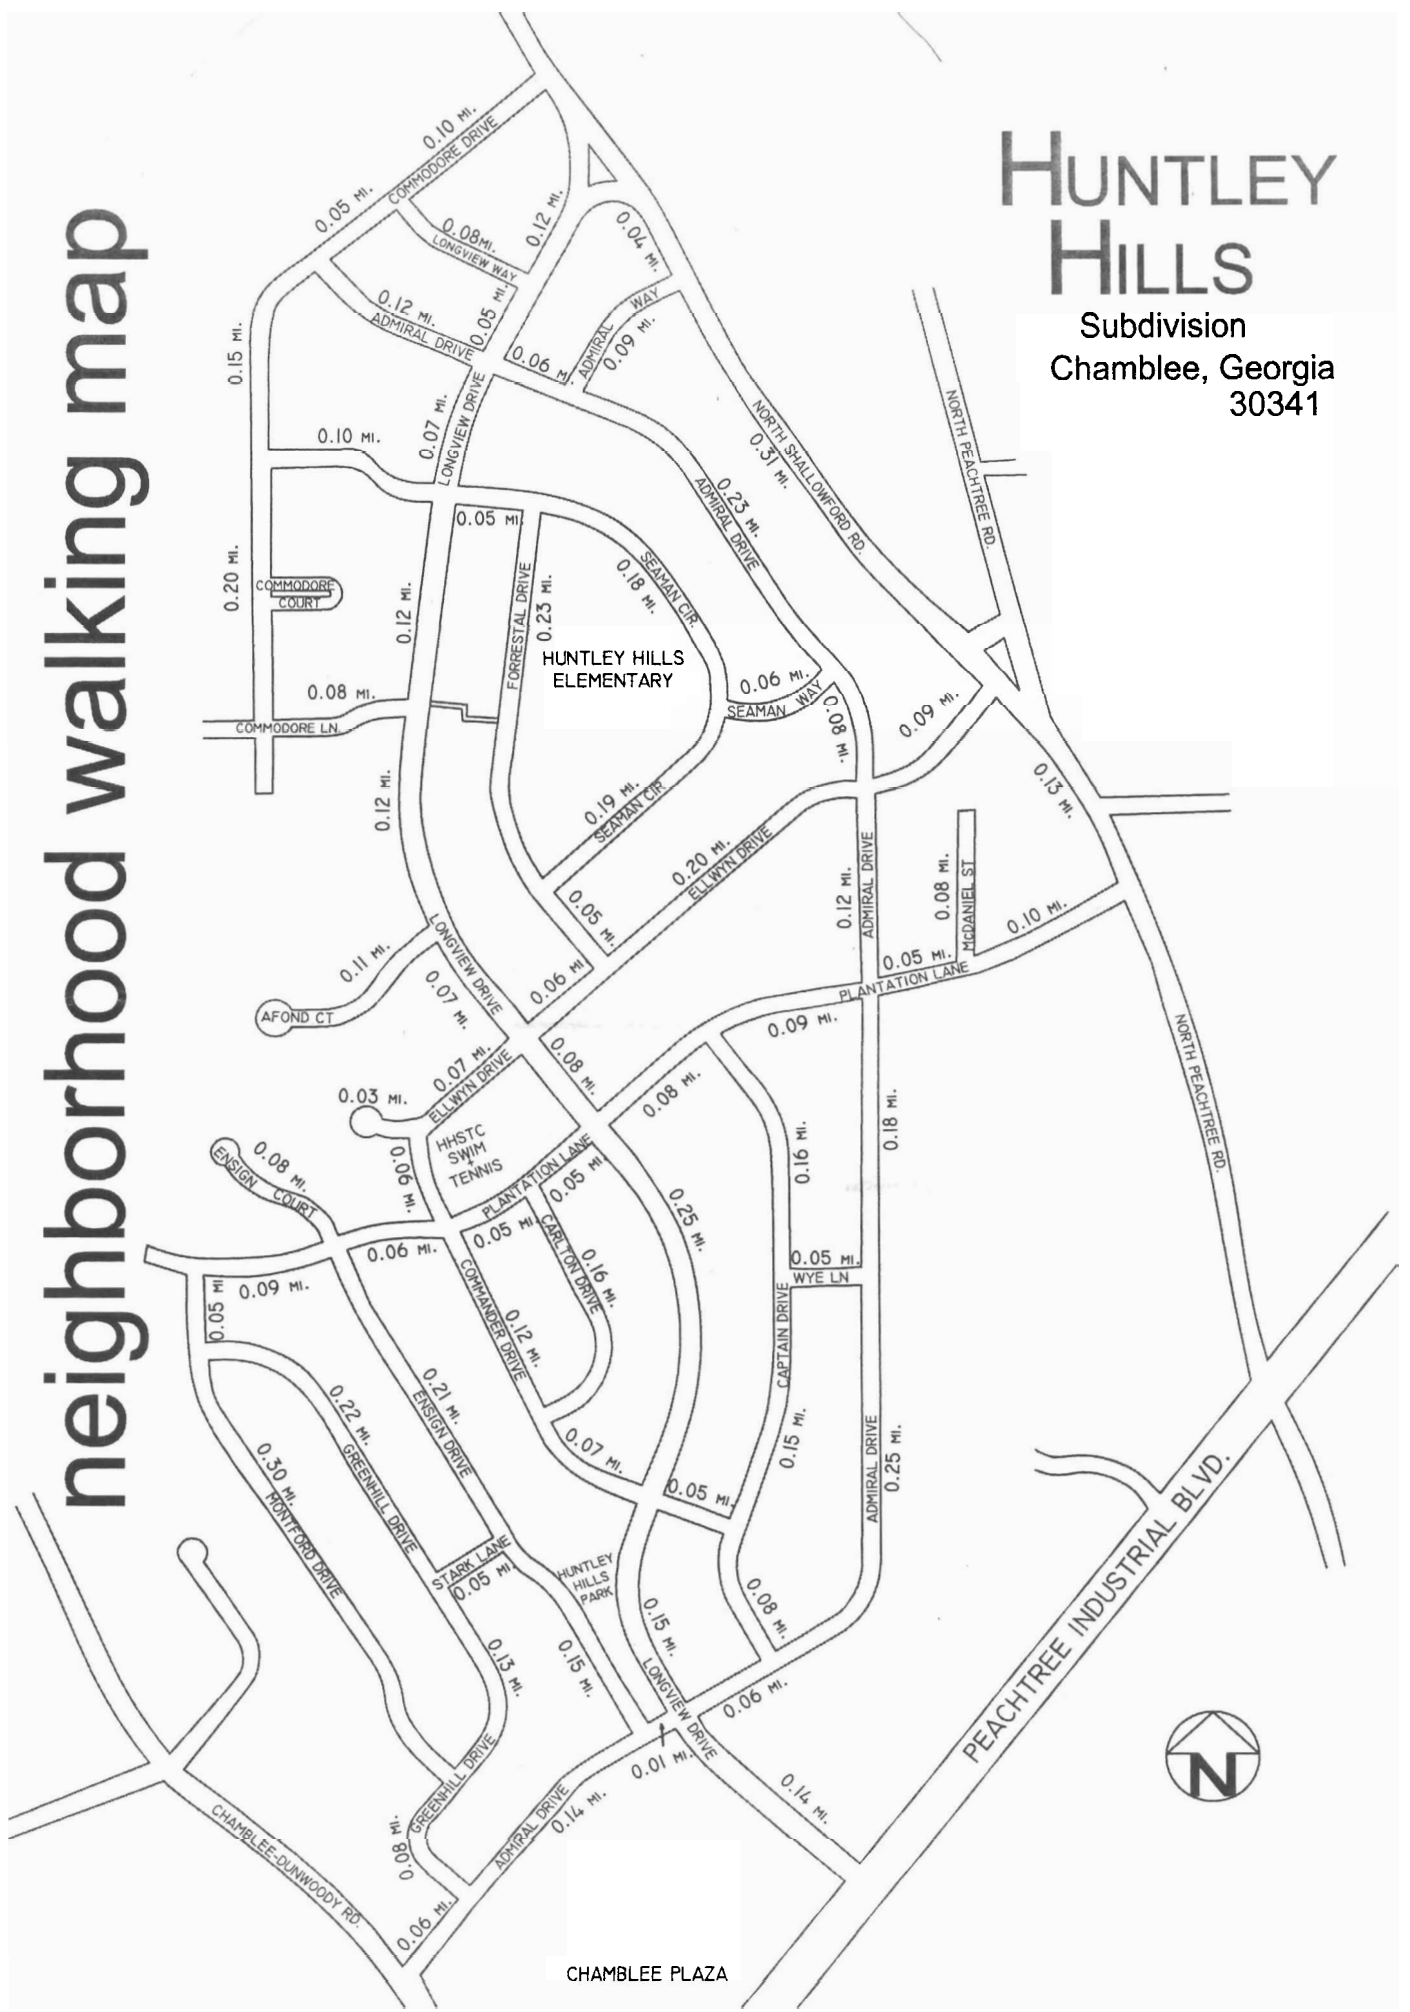 HUNTLEY
HILLS
Subdivision
Chamblee, Georgia
30341
neighborhood walking map
0.10 MI.
COMMODORE DRIVE
0.05 MI.
0.08MI.
LONGVIEW WAY
0.12 MI.
0.04 MI.
0.12 MI.
ADMIRAL DRIVE
0.05 MI.
ADMIRAL WAY
0.09 MI.
0.06 M.
0.15 MI.
0.07 MI.
LONGVIEW DRIVE
0.10 MI.
NORTH SHALLOWFORD RD.
0.31 MI.
NORTH PEACHTREE RD.
0.23 MI.
ADMIRAL DRIVE
0.05 MI
SEAMAN CIR.
0.18 MI.
0.20 MI.
COMMODORE
COURT
0.12 MI.
FORRESTAL DRIVE
0.23 MI.
HUNTLEY HILLS
ELEMENTARY
0.06 MI.
SEAMAN WAY
0.08 MI.
0.08 MI.
COMMODORE LN.
0.09 MI.
0.12 MI.
0.19 MI.
SEAMAN CIR
0.13 MI.
0.20 MI.
ELLWYN DRIVE
0.12 MI.
ADMIRAL DRIVE
0.08 MI.
McDANIEL ST
0.10 MI.
0.05 MI.
0.05 MI.
PLANTATION LANE
0.11 MI.
AFOND CT
LONGVIEW DRIVE
0.07 MI.
0.06 MI
0.09 MI.
NORTH PEACHTREE RD.
0.07 MI.
ELLWYN DRIVE
0.03 MI.
0.08 MI.
0.08 MI.
HHSTC
SWIM
+
TENNIS
0.06 MI.
0.08 MI.
ENSIGN COURT
PLANTATION LANE
0.05 MI.
0.05 MI.
0.16 MI.
0.18 MI.
0.25 MI.
0.06 MI.
0.09 MI.
0.05 MI
CARLTON DRIVE
0.16 MI.
COMMANDER DRIVE
0.12 MI.
0.05 MI.
WYE LN
CAPTAIN DRIVE
0.15 MI.
0.21 MI.
ENSIGN DRIVE
0.22 MI.
GREENHILL DRIVE
0.30 MI.
MONTFORD DRIVE
0.07 MI.
0.05 MI.
ADMIRAL DRIVE
0.25 MI.
STARK LANE
0.05 MI.
HUNTLEY
HILLS
PARK
0.15 MI.
0.08 MI.
0.13 MI.
0.15 MI.
LONGVIEW DRIVE
0.06 MI.
0.01 MI.
0.14 MI.
PEACHTREE INDUSTRIAL BLVD.
N
GREENHILL DRIVE
0.08 MI.
ADMIRAL DRIVE
0.14 MI.
CHAMBLEE-DUNWOODY RD.
0.06 MI.
CHAMBLEE PLAZA